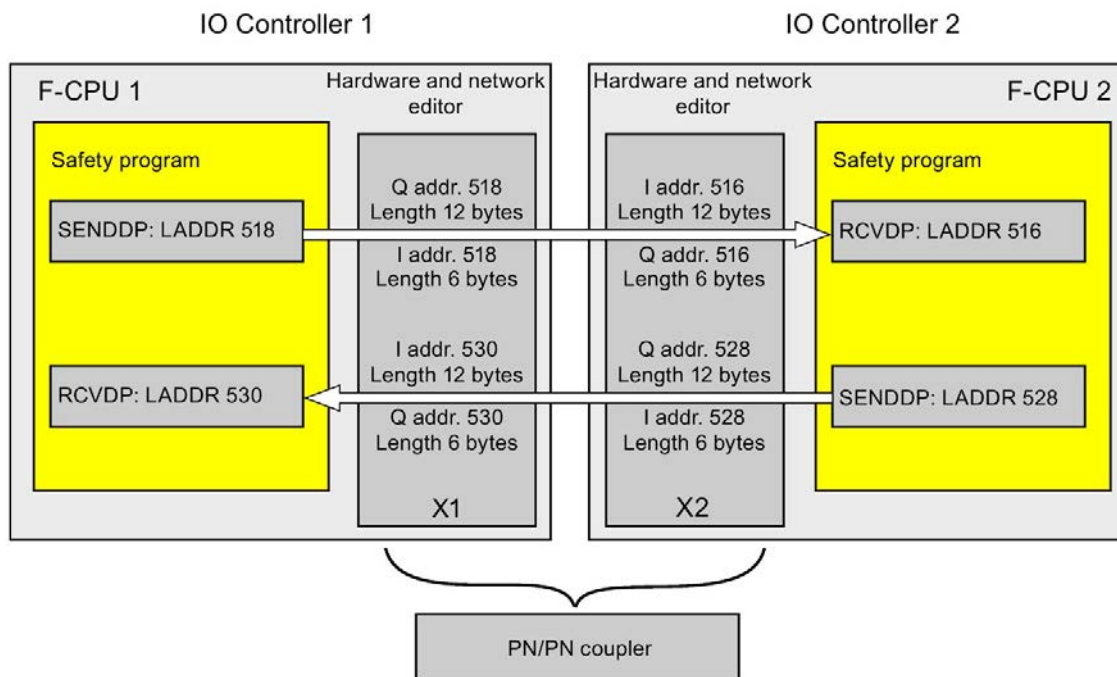 IO Controller 1
IO Controller 2
F-CPU 1
Hardware and network
editor
Hardware and network
editor
F-CPU 2
Safety program
Safety program
Q addr. 518
Length 12 bytes
I addr. 516
Length 12 bytes
SENDDP: LADDR 518
RCVDP: LADDR 516
I addr. 518
Length 6 bytes
Q addr. 516
Length 6 bytes
I addr. 530
Length 12 bytes
Q addr. 528
Length 12 bytes
RCVDP: LADDR 530
SENDDP: LADDR 528
Q addr. 530
Length 6 bytes
I addr. 528
Length 6 bytes
X1
X2
PN/PN coupler